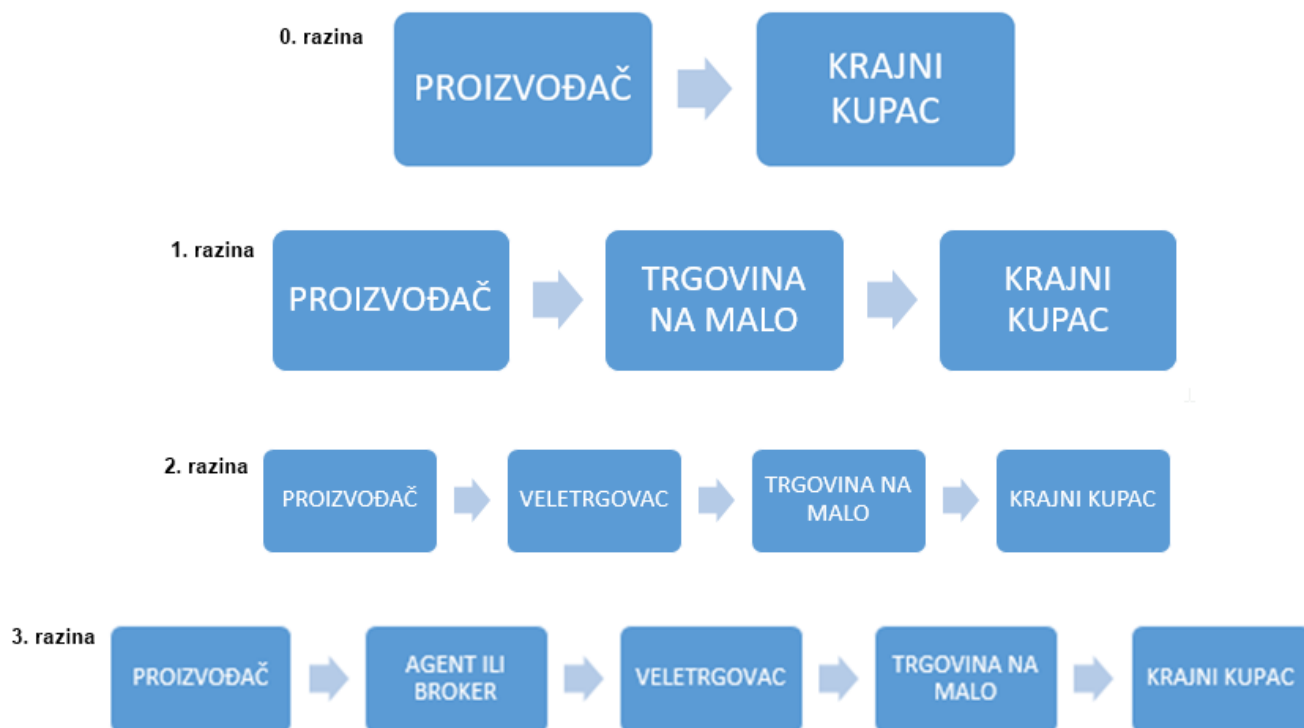 0. razina
PROIZVOĐAČ
KRAJNI
KUPAC
1. razina
PROIZVOĐAČ
TRGOVINA
NA MALO
KRAJNI
KUPAC
2. razina
PROIZVOĐAČ
VELETRGOVAC
TRGOVINA NA
MALO
KRAJNI KUPAC
3. razina
PROIZVOĐAČ
AGENT ILI
BROKER
VELETRGOVAC
TRGOVINA NA
MALO
KRAJNI KUPAC